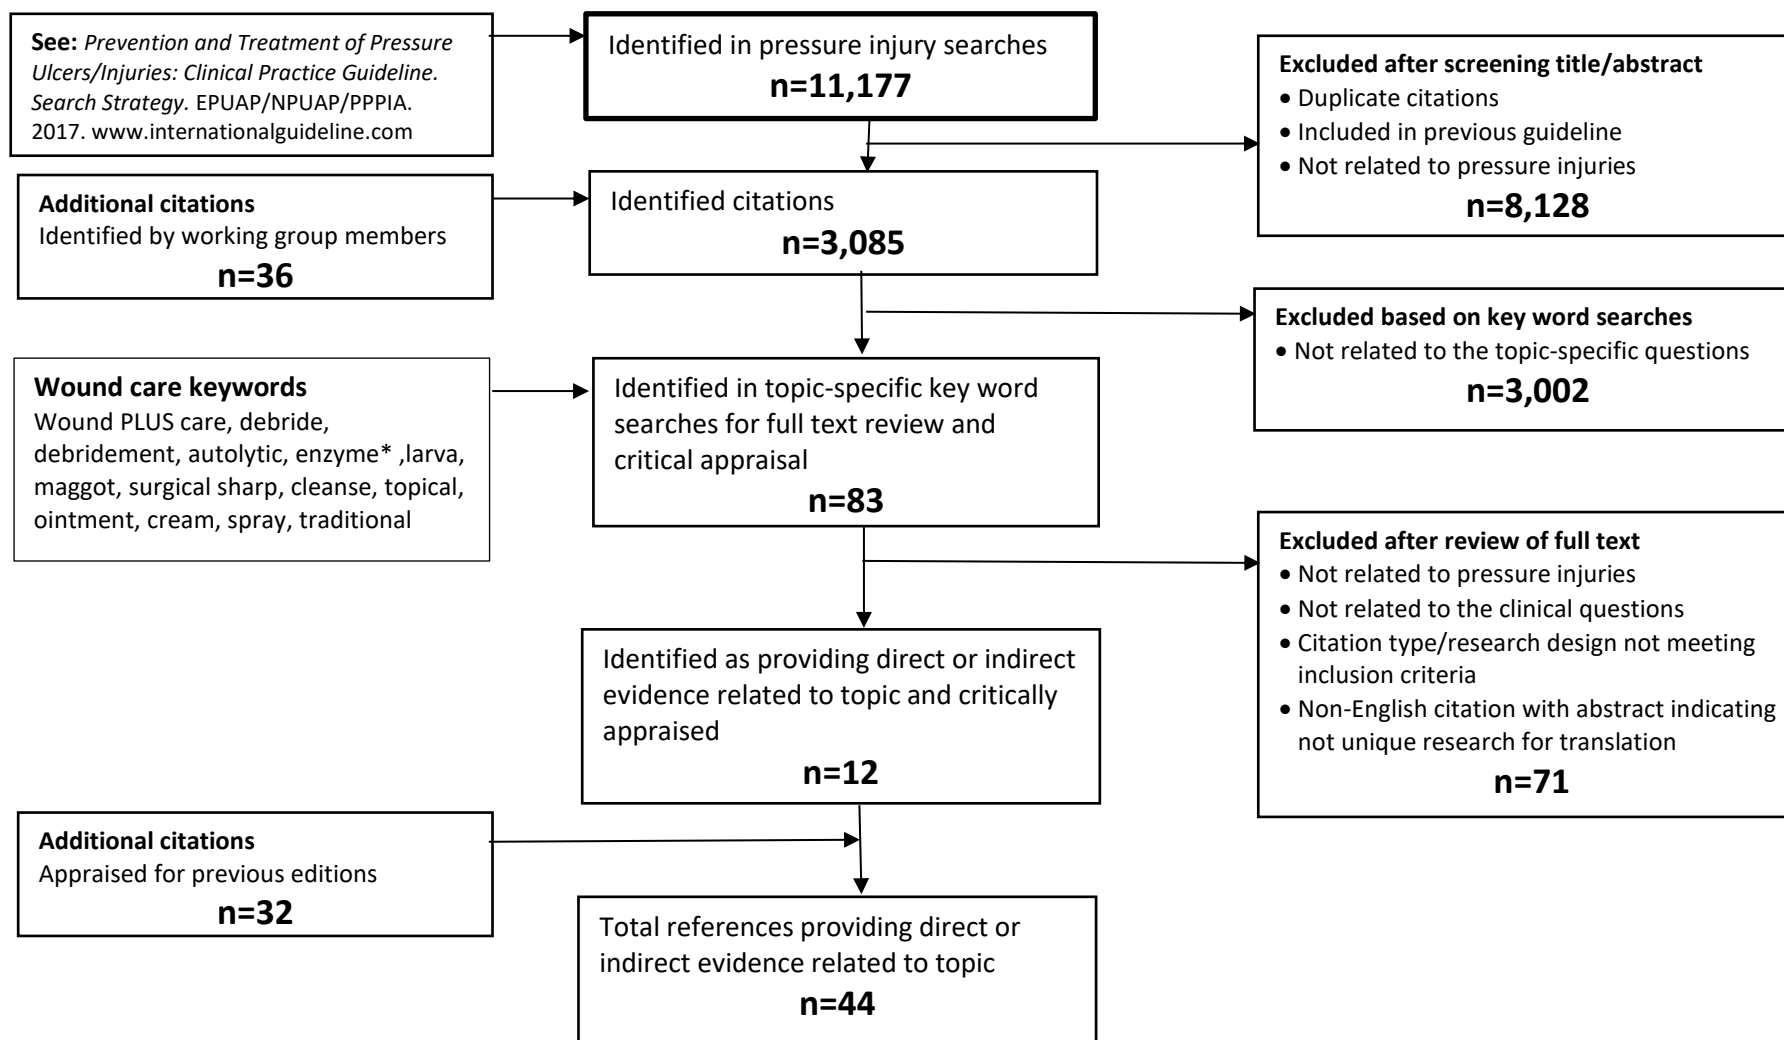 See: Prevention and Treatment of Pressure
Ulcers/Injuries: Clinical Practice Guideline.
Search Strategy. EPUAP/NPUAP/PPPIA.
2017. www.internationalguideline.com
Identified in pressure injury searches
n=11,177
Excluded after screening title/abstract
• Duplicate citations
• Included in previous guideline
• Not related to pressure injuries
n=8,128
Additional citations
Identified by working group members
n=36
Identified citations
n=3,085
Excluded based on key word searches
• Not related to the topic-specific questions
n=3,002
Wound care keywords
Wound PLUS care, debride,
debridement, autolytic, enzyme* ,larva,
maggot, surgical sharp, cleanse, topical,
ointment, cream, spray, traditional
Identified in topic-specific key word
searches for full text review and
critical appraisal
n=83
Excluded after review of full text
• Not related to pressure injuries
• Not related to the clinical questions
• Citation type/research design not meeting
inclusion criteria
• Non-English citation with abstract indicating
not unique research for translation
n=71
Identified as providing direct or indirect
evidence related to topic and critically
appraised
n=12
Additional citations
Appraised for previous editions
n=32
Total references providing direct or
indirect evidence related to topic
n=44